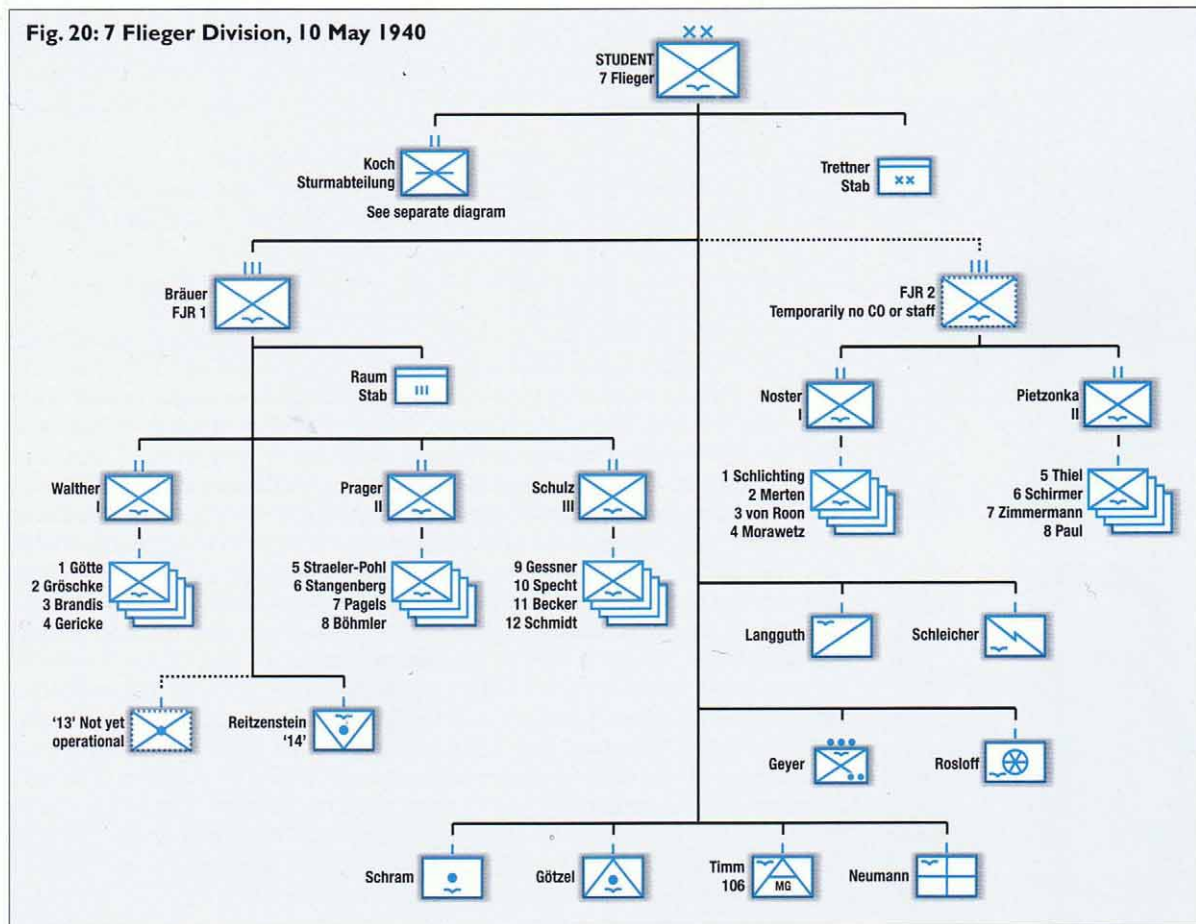 Fig. 20: 7 Flieger Division, 10 May 1940
STUDENT
7 Flieger
Koch
Sturmabteilung
See separate diagram
Trettner
Stab
Bräuer
FJR 1
FJR 2
Temporarily no CO or staff
Raum
Stab
Noster
I
Pietzonka
II
Walther
I
Prager
II
Schulz
III
1 Schlichting
2 Merten
3 von Roon
4 Morawetz
5 Thiel
6 Schirmer
7 Zimmermann
8 Paul
1 Götte
2 Gröschke
3 Brandis
4 Gericke
5 Straeler-Pohl
6 Stangenberg
7 Pagels
8 Böhmler
9 Gessner
10 Specht
11 Becker
12 Schmidt
Langguth
Schleicher
'13' Not yet
operational
Reitzenstein
'14'
Geyer
Rosloff
Schram
Götzel
Timm
106
MG
Neumann